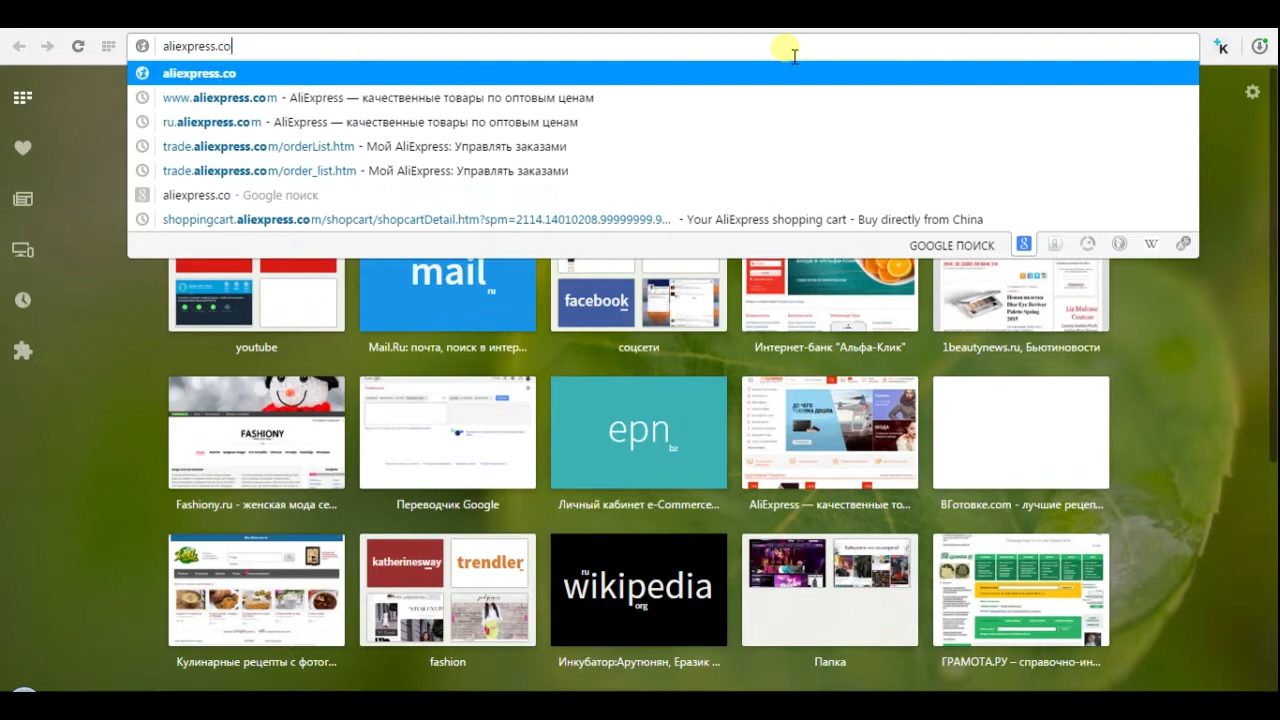 aliexpress.co
aliexpress.co
www.aliexpress.com - AliExpress — качественные товары по оптовым ценам
ru.aliexpress.com - AliExpress — качественные товары по оптовым ценам
trade.aliexpress.com/orderList.htm - Мой AliExpress: Управлять заказами
trade.aliexpress.com/order_list.htm - Мой AliExpress: Управлять заказами
aliexpress.co - Google поиск
shoppingcart.aliexpress.com/shopcart/shopcartDetail.htm?spm=2114.14010208.99999999.9... - Your AliExpress shopping cart - Buy directly from China
GOOGLE ПОИСК
mail.ru
facebook
youtube
Mail.Ru: почта, поиск в интер...
соцсети
Интернет-банк "Альфа-Клик"
1beautynews.ru, Бьютиновости
FASHIONY
epn.bz
Fashiony.ru - женская мода се...
Переводчик Google
Личный кабинет e-Commerce...
AliExpress — качественные то...
ВГотовке.com - лучшие рецеп...
katherinesway
trendler
ru.wikipedia.org
Кулинарные рецепты с фотог...
fashion
Инкубатор:Арутюнян, Еразик ...
Папка
ГРАМОТА.РУ – справочно-ин...